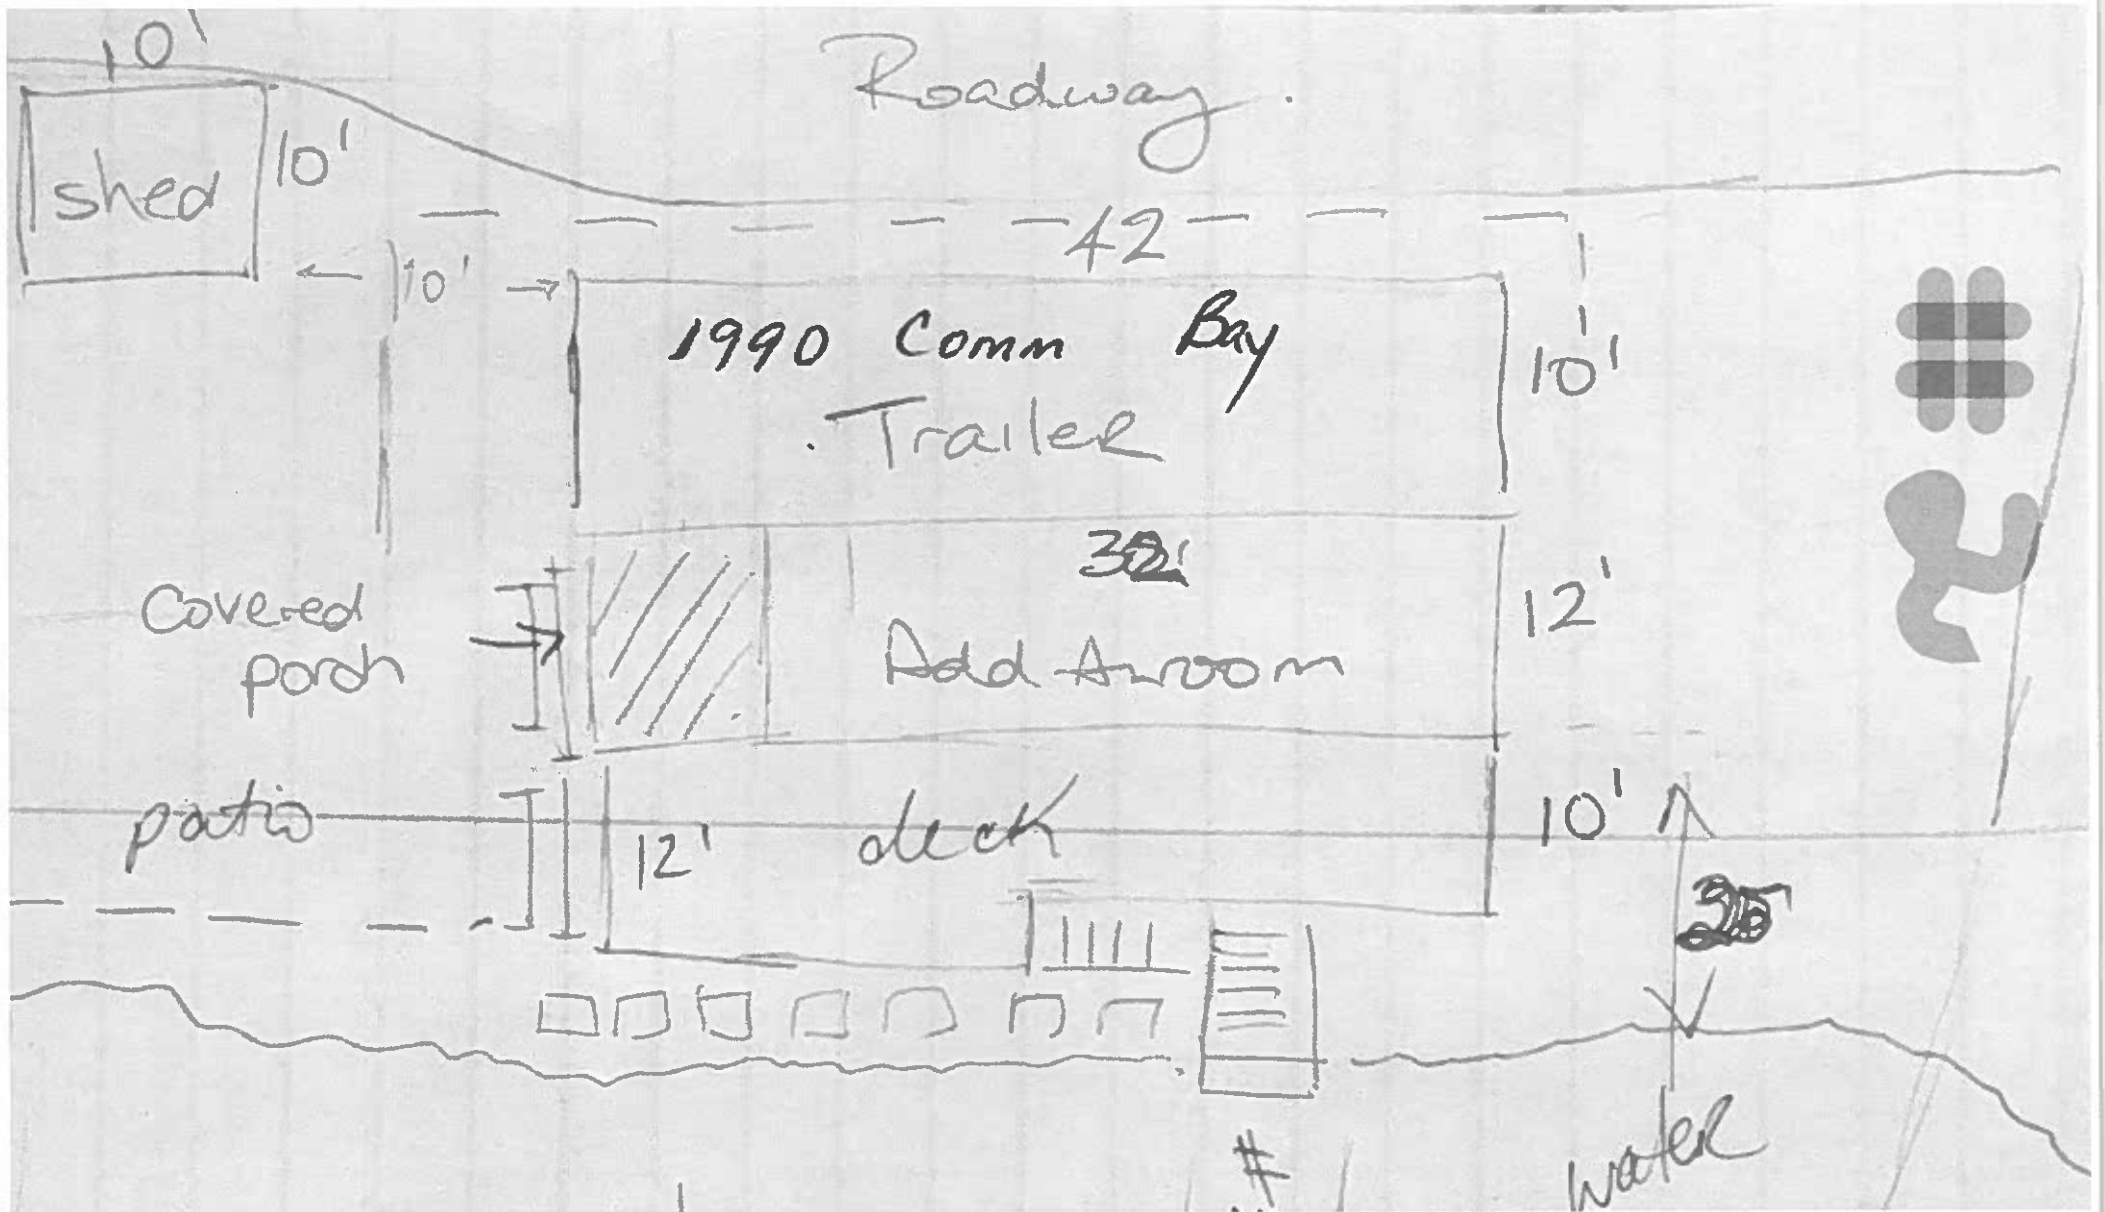 10'
Roadway.
shed
10'
42
10'
1990 Comm Bay
Trailer
10'
Covered
porch
Add A-room
12'
patio
12'
deck
10'
water
#